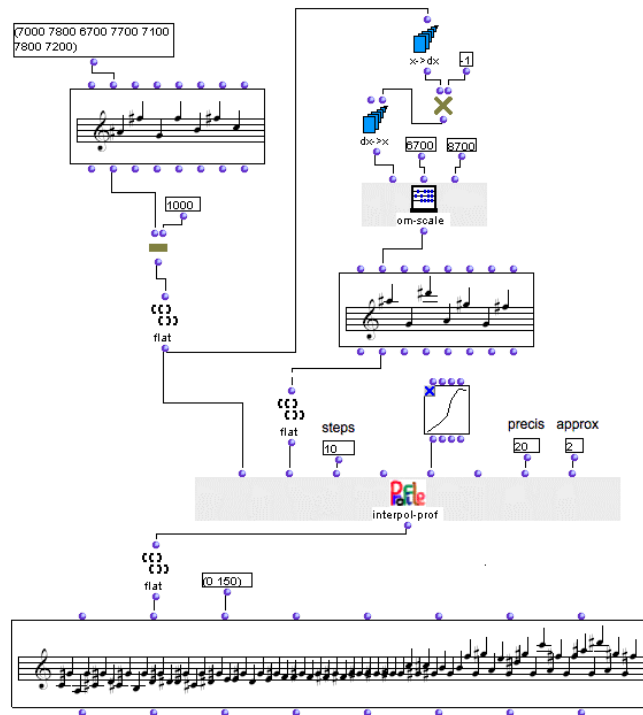 (7000 7800 6700 7700 7100
7800 7200)
x->dx
-1
dx->x
6700
8700
om-scale
1000
flat
flat
steps
precis
approx
10
20
2
interpol-prof
flat
(0 150)